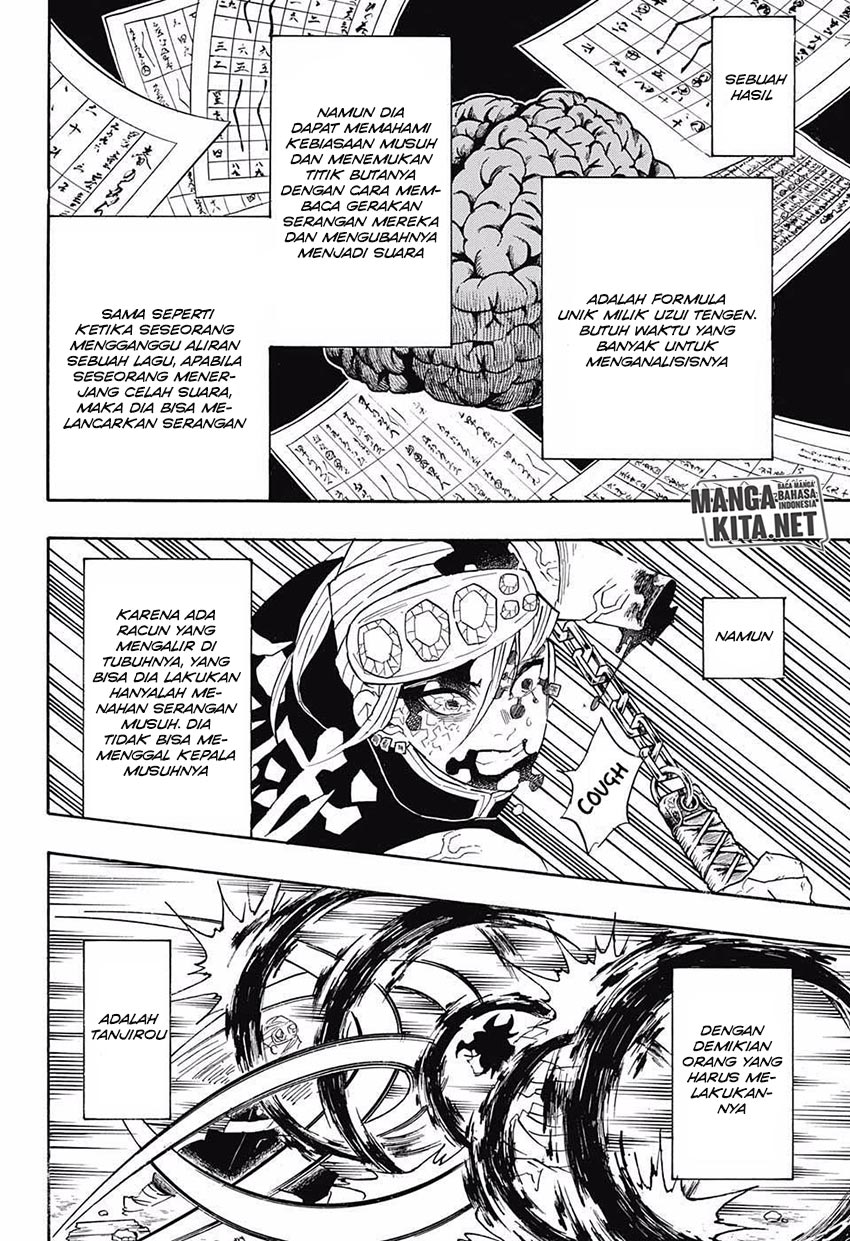 SEBUAH
HASIL
ADALAH FORMULA
UNIK MILIK UZUI TENGEN.
BUTUH WAKTU YANG
BANYAK UNTUK
MENGANALISISNYA
NAMUN DIA
DAPAT MEMAHAMI
KEBIASAAN MUSUH
DAN MENEMUKAN
TITIK BUTANYA
DENGAN CARA MEM-
BACA GERAKAN
SERANGAN MEREKA
DAN MENGUBAHNYA
MENJADI SUARA
SAMA SEPERTI
KETIKA SESEORANG
MENGGANGGU ALIRAN
SEBUAH LAGU, APABILA
SESEORANG MENER-
JANG CELAH SUARA,
MAKA DIA BISA ME-
LANCARKAN SERANGAN
MANGA
KITA.NET
BACA MANGA
BAHASA
INDONESIA
NAMUN
COUGH
KARENA ADA
RACUN YANG
MENGALIR DI
TUBUHNYA, YANG
BISA DIA LAKUKAN
HANYALAH ME-
NAHAN SERANGAN
MUSUH. DIA
TIDAK BISA ME-
MENGGAL KEPALA
MUSUHNYA
DENGAN
DEMIKIAN
ORANG YANG
HARUS ME-
LAKUKAN-
NYA
ADALAH
TANJIROU